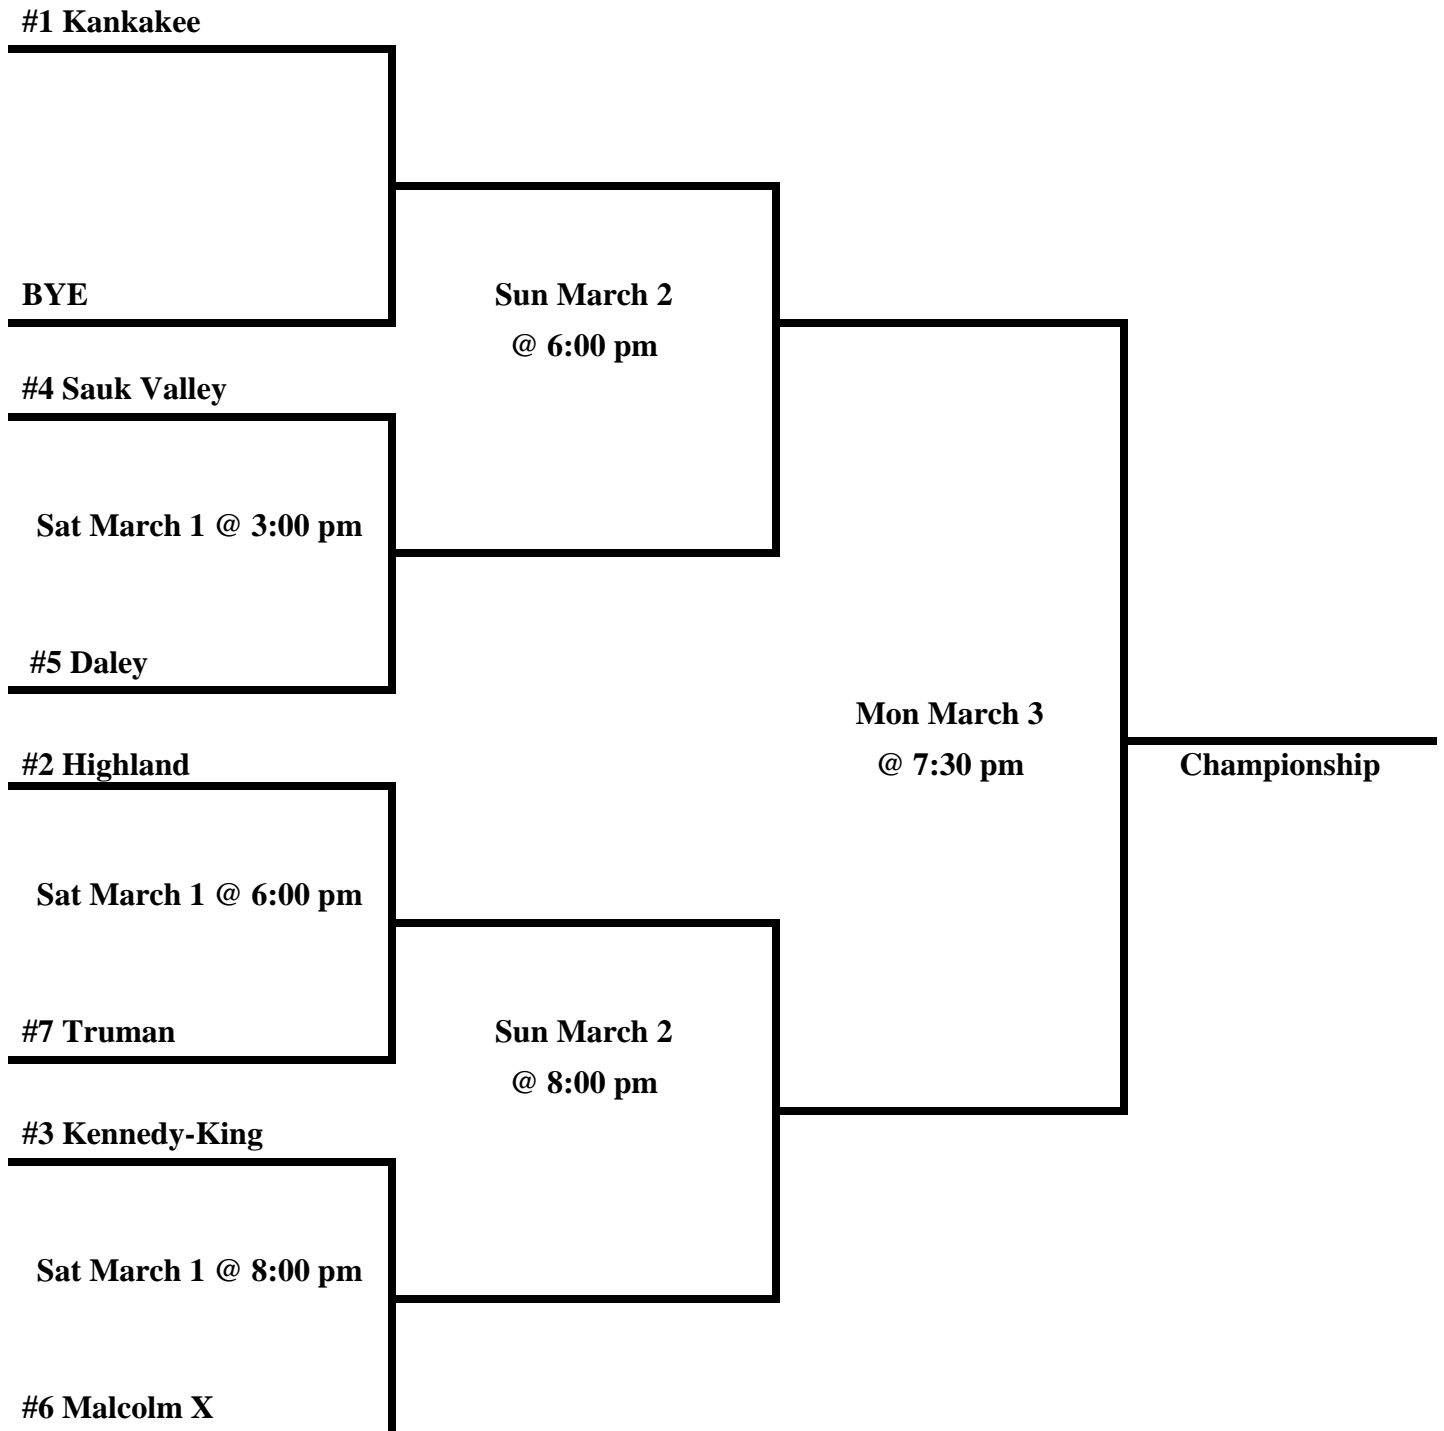 #1 Kankakee
BYE
Sun March 2
@ 6:00 pm
#4 Sauk Valley
Sat March 1 @ 3:00 pm
#5 Daley
Mon March 3
@ 7:30 pm
Championship
#2 Highland
Sat March 1 @ 6:00 pm
#7 Truman
Sun March 2
@ 8:00 pm
#3 Kennedy-King
Sat March 1 @ 8:00 pm
#6 Malcolm X